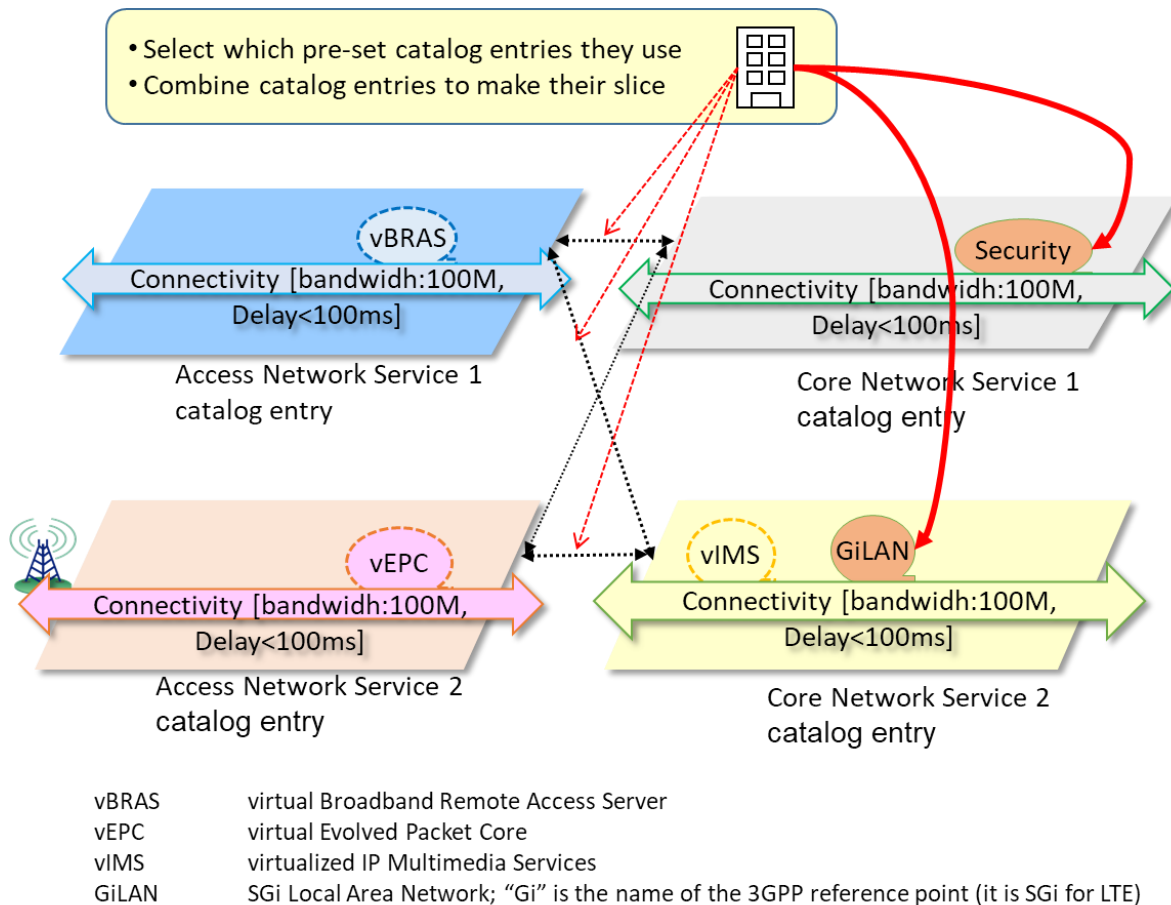 • Select which pre-set catalog entries they use
• Combine catalog entries to make their slice
vBRAS
Connectivity [bandwidh:100M,
Delay<100ms]
Access Network Service 1
catalog entry
Security
Connectivity [bandwidh:100M,
Delay<100ms]
Core Network Service 1
catalog entry
vEPC
Connectivity [bandwidh:100M,
Delay<100ms]
Access Network Service 2
catalog entry
vIMS
GiLAN
Connectivity [bandwidh:100M,
Delay<100ms]
Core Network Service 2
catalog entry
vBRAS virtual Broadband Remote Access Server
vEPC virtual Evolved Packet Core
vIMS virtualized IP Multimedia Services
GiLAN SGi Local Area Network; “Gi” is the name of the 3GPP reference point (it is SGi for LTE)